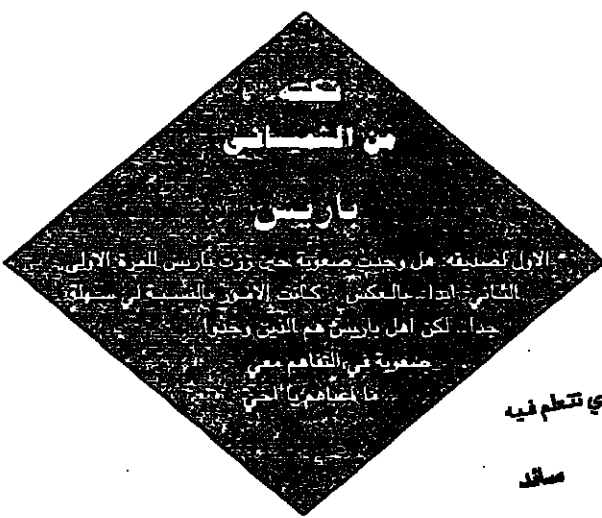 نكتة
من الشميساني
باريس
الاول لصديقه: هل وجدت صعوبة حين زرت باريس للمرة الاولى
الثاني: ابدا.. بالعكس .. كانت الامور بالنسبة لي سهلة
جدا.. لكن اهل باريس هم الذين وجدوا
صعوبة في التفاهم معي
.. ما اغباهم يا اخي
ي تتعلم فيه
سائد